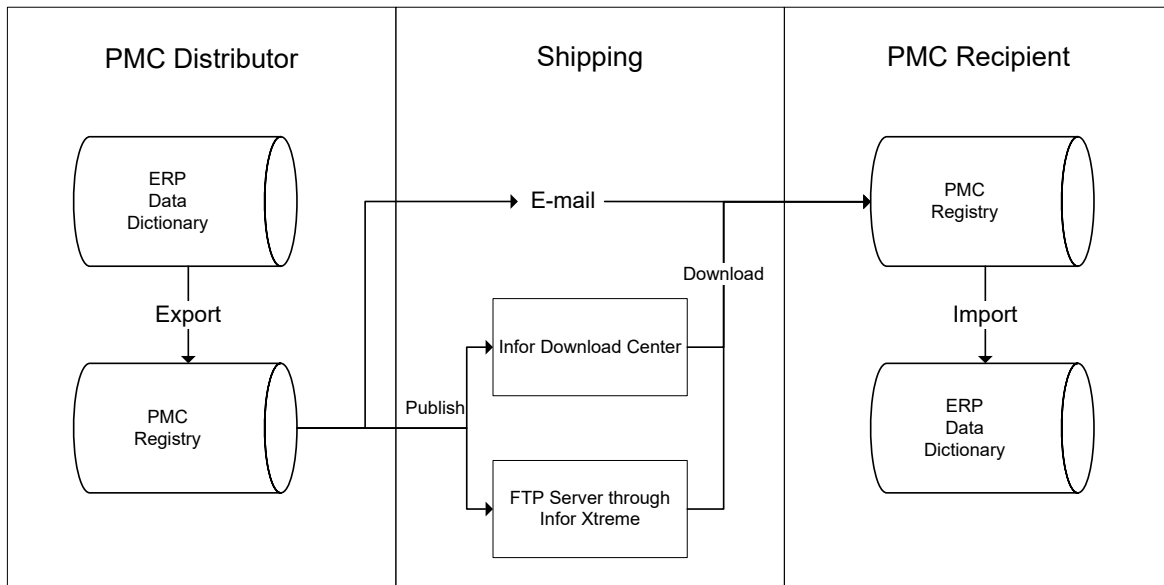 PMC Distributor
Shipping
PMC Recipient
ERP
Data
Dictionary
Export
PMC
Registry
E-mail
Download
Infor Download Center
Publish
FTP Server through
Infor Xtreme
PMC
Registry
Import
ERP
Data
Dictionary